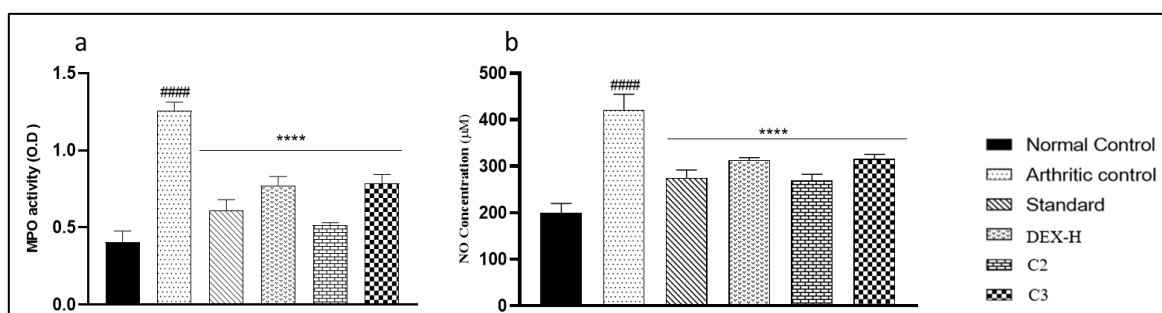 a
MPO activity (O.D )
1.5
1.0
0.5
0.0
####
****
b
NO Concentration (µM)
500
400
300
200
100
0
####
****
Normal Control
Arthritic control
Standard
DEX-H
C2
C3